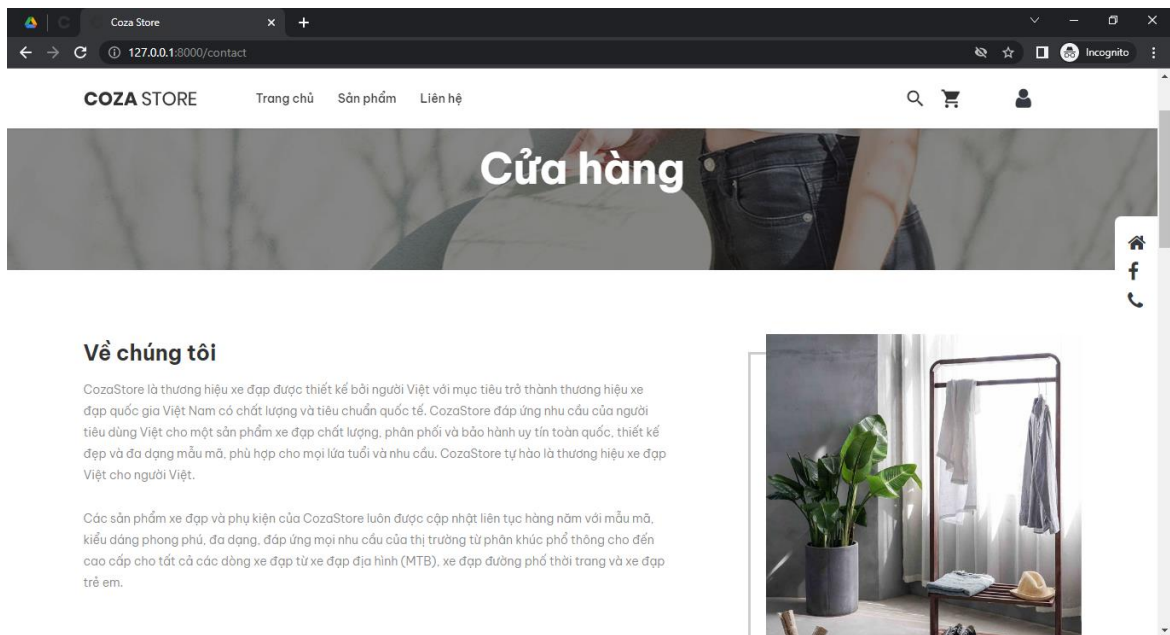 Coza Store
127.0.0.1:8000/contact
Incognito
COZA STORE
Trang chủ
Sản phẩm
Liên hệ
Cửa hàng
Về chúng tôi
CozaStore là thương hiệu xe đạp được thiết kế bởi người Việt với mục tiêu trở thành thương hiệu xe
đạp quốc gia Việt Nam có chất lượng và tiêu chuẩn quốc tế. CozaStore đáp ứng nhu cầu của người
tiêu dùng Việt cho một sản phẩm xe đạp chất lượng, phân phối và bảo hành uy tín toàn quốc, thiết kế
đẹp và đa dạng mẫu mã, phù hợp cho mọi lứa tuổi và nhu cầu. CozaStore tự hào là thương hiệu xe đạp
Việt cho người Việt.
Các sản phẩm xe đạp và phụ kiện của CozaStore luôn được cập nhật liên tục hàng năm với mẫu mã,
kiểu dáng phong phú, đa dạng, đáp ứng mọi nhu cầu của thị trường từ phân khúc phổ thông cho đến
cao cấp cho tất cả các dòng xe đạp từ xe đạp địa hình (MTB), xe đạp đường phố thời trang và xe đạp
trẻ em.